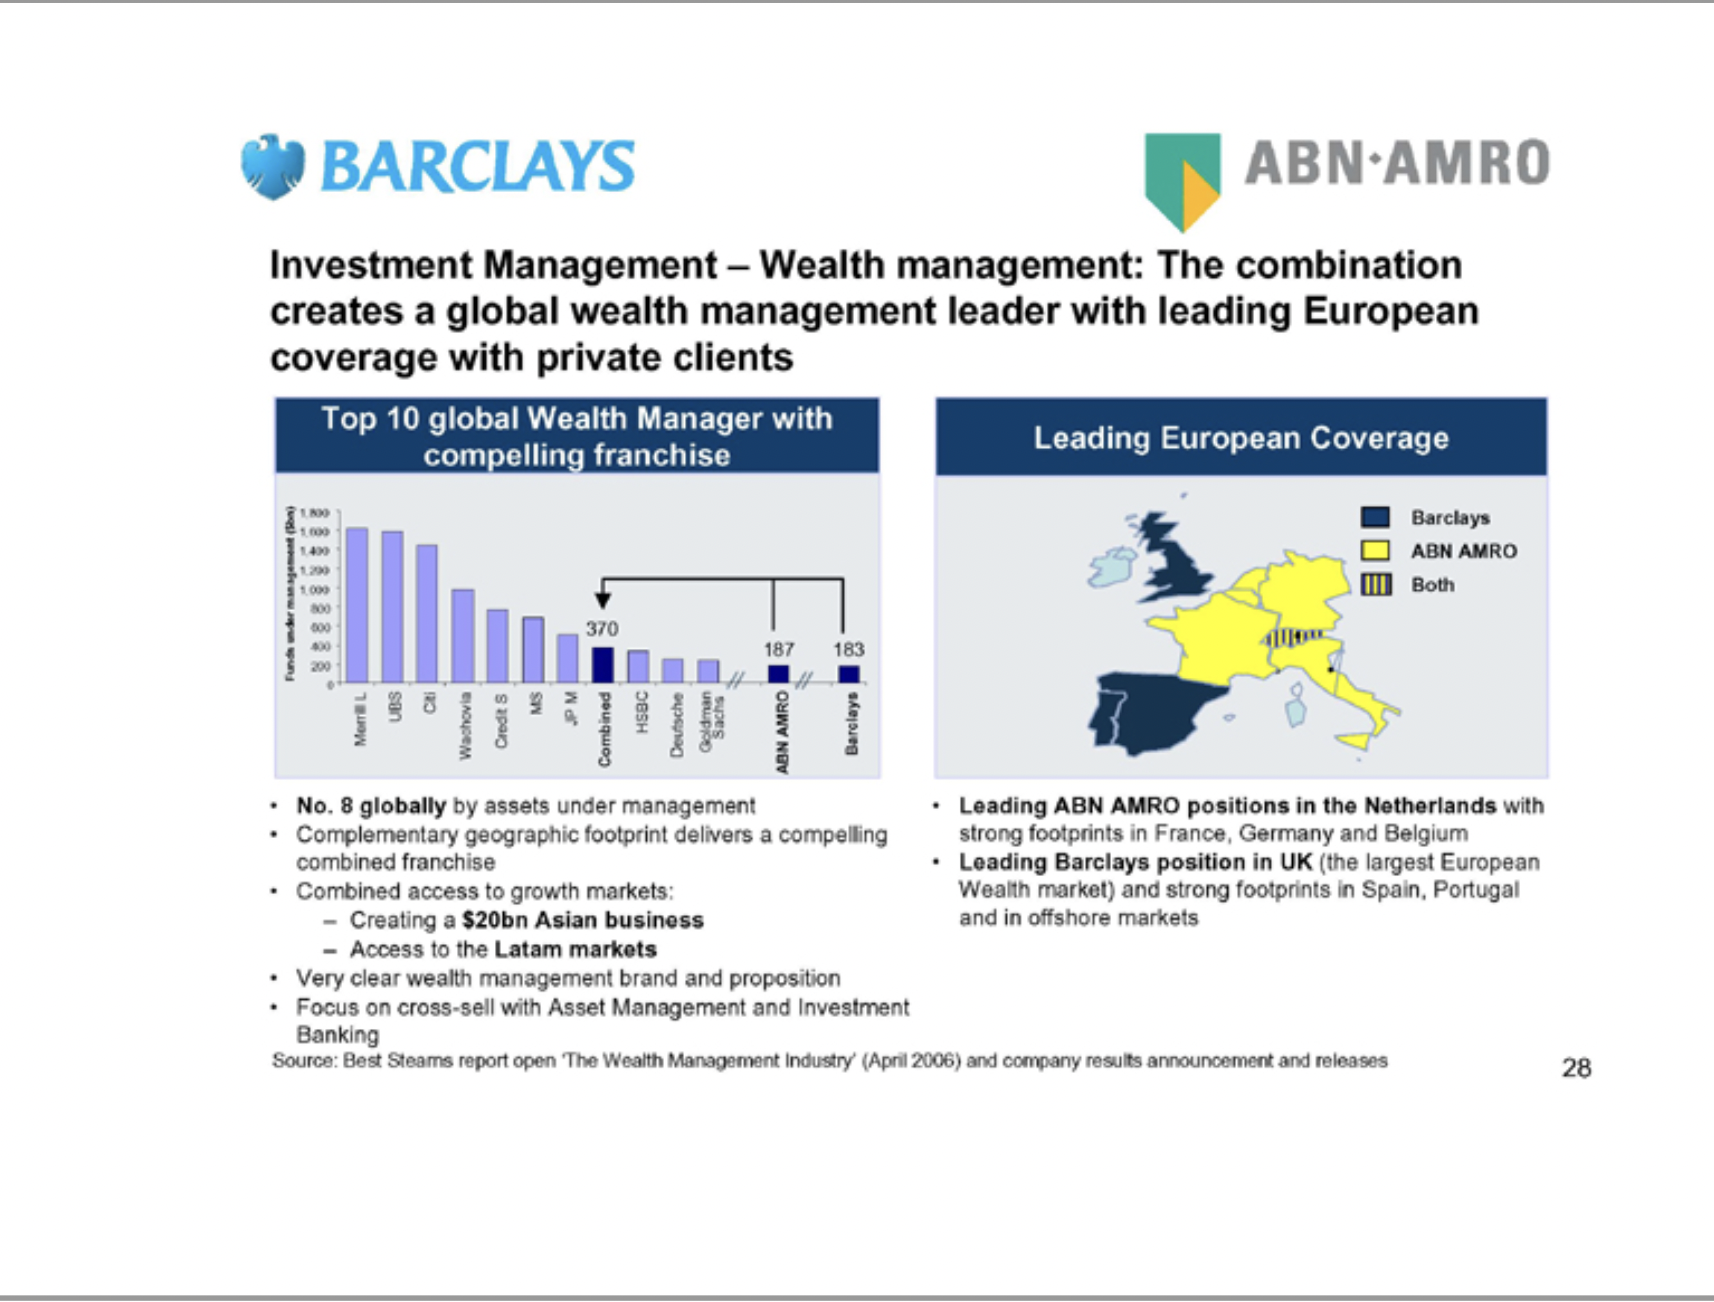 BARCLAYS
ABN·AMRO
Investment Management – Wealth management: The combination
creates a global wealth management leader with leading European
coverage with private clients
Top 10 global Wealth Manager with
compelling franchise
Funds under management ($bn)
1,800
1,600
1,400
1,200
1,000
800
600
400
200
0
370
187
183
Merrill L
UBS
Citi
Wachovia
Credit S
MS
JP M
Combined
HSBC
Deutsche
Goldman
Sachs
ABN AMRO
Barclays
• No. 8 globally by assets under management
• Complementary geographic footprint delivers a compelling
combined franchise
• Combined access to growth markets:
– Creating a $20bn Asian business
– Access to the Latam markets
• Very clear wealth management brand and proposition
• Focus on cross-sell with Asset Management and Investment
Banking
Leading European Coverage
Barclays
ABN AMRO
Both
• Leading ABN AMRO positions in the Netherlands with
strong footprints in France, Germany and Belgium
• Leading Barclays position in UK (the largest European
Wealth market) and strong footprints in Spain, Portugal
and in offshore markets
Source: Best Stearns report open 'The Wealth Management Industry' (April 2006) and company results announcement and releases
28